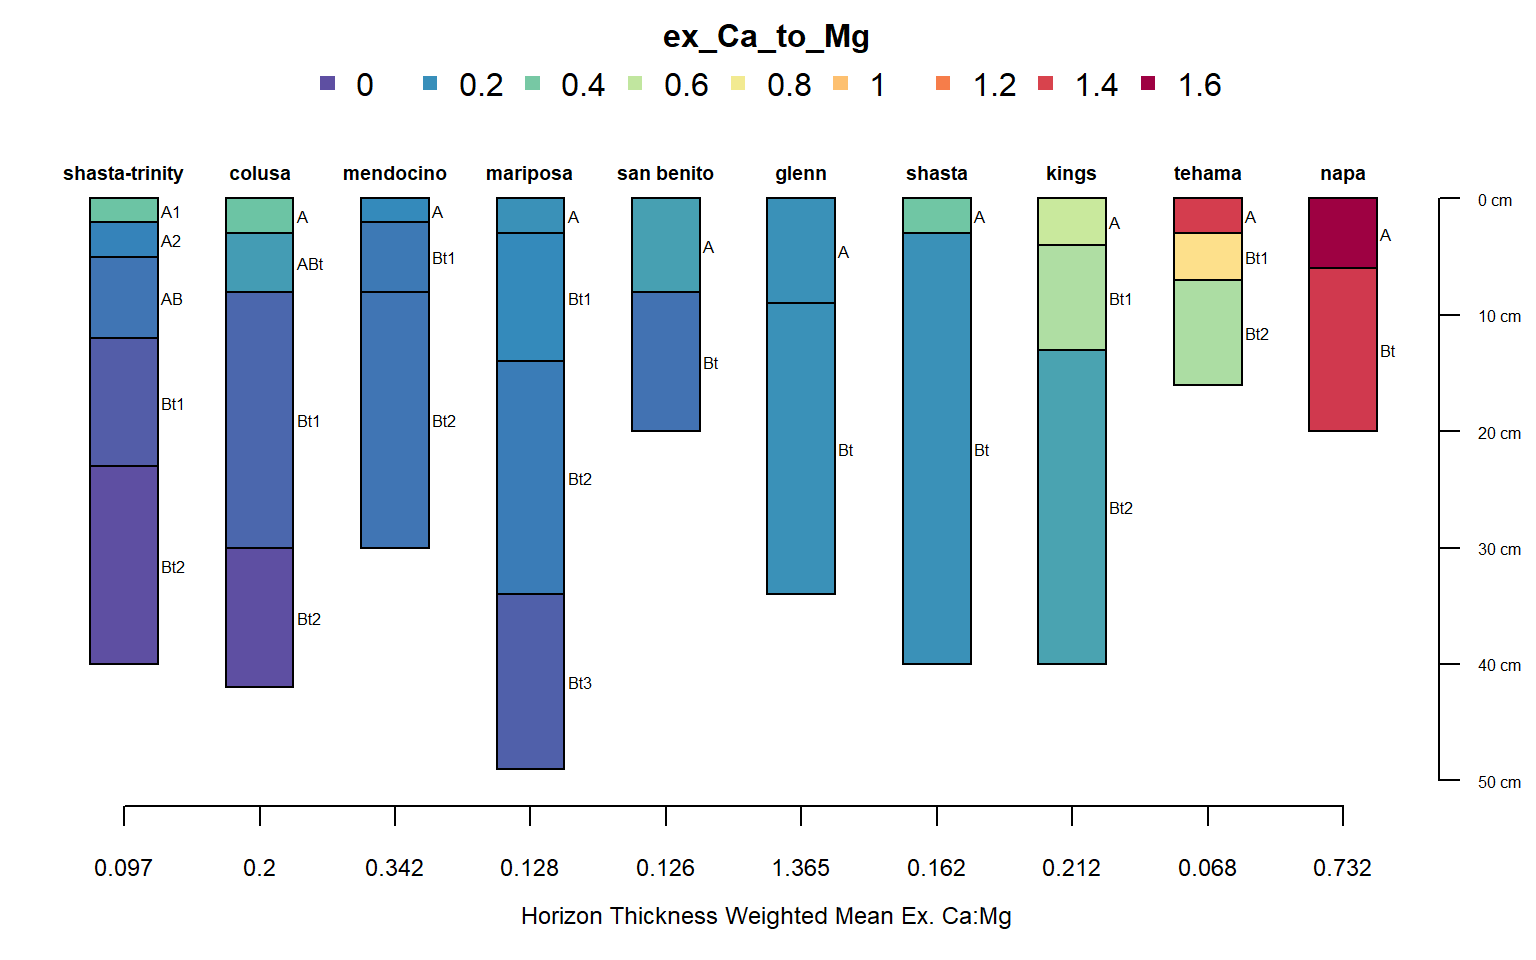 ex_Ca_to_Mg
0 0.2 0.4 0.6 0.8 1 1.2 1.4 1.6
shasta-trinity colusa mendocino mariposa san benito glenn shasta kings tehama napa
A1 A2 AB Bt1 Bt2
A ABt Bt1 Bt2
A Bt1 Bt2
A Bt1 Bt2 Bt3
A Bt
A Bt
A Bt
A Bt1 Bt2
A Bt1 Bt2
A Bt
0 cm
10 cm
20 cm
30 cm
40 cm
50 cm
0.097 0.2 0.342 0.128 0.126 1.365 0.162 0.212 0.068 0.732
Horizon Thickness Weighted Mean Ex. Ca:Mg